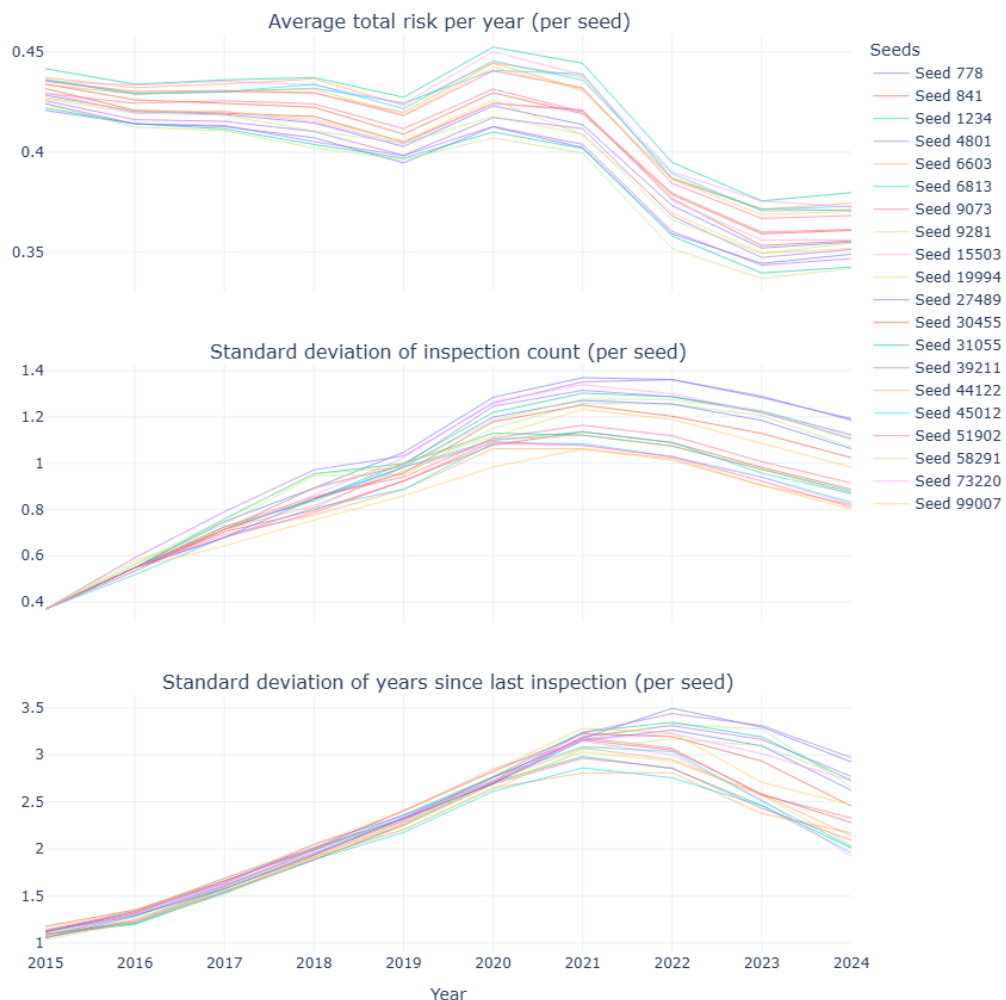 Average total risk per year (per seed)
0.45
0.4
0.35
Seeds
Seed 778
Seed 841
Seed 1234
Seed 4801
Seed 6603
Seed 6813
Seed 9073
Seed 9281
Seed 15503
Seed 19994
Seed 27489
Seed 30455
Seed 31055
Seed 39211
Seed 44122
Seed 45012
Seed 51902
Seed 58291
Seed 73220
Seed 99007
Standard deviation of inspection count (per seed)
1.4
1.2
1
0.8
0.6
0.4
Standard deviation of years since last inspection (per seed)
3.5
3
2.5
2
1.5
1
2015 2016 2017 2018 2019 2020 2021 2022 2023 2024
Year